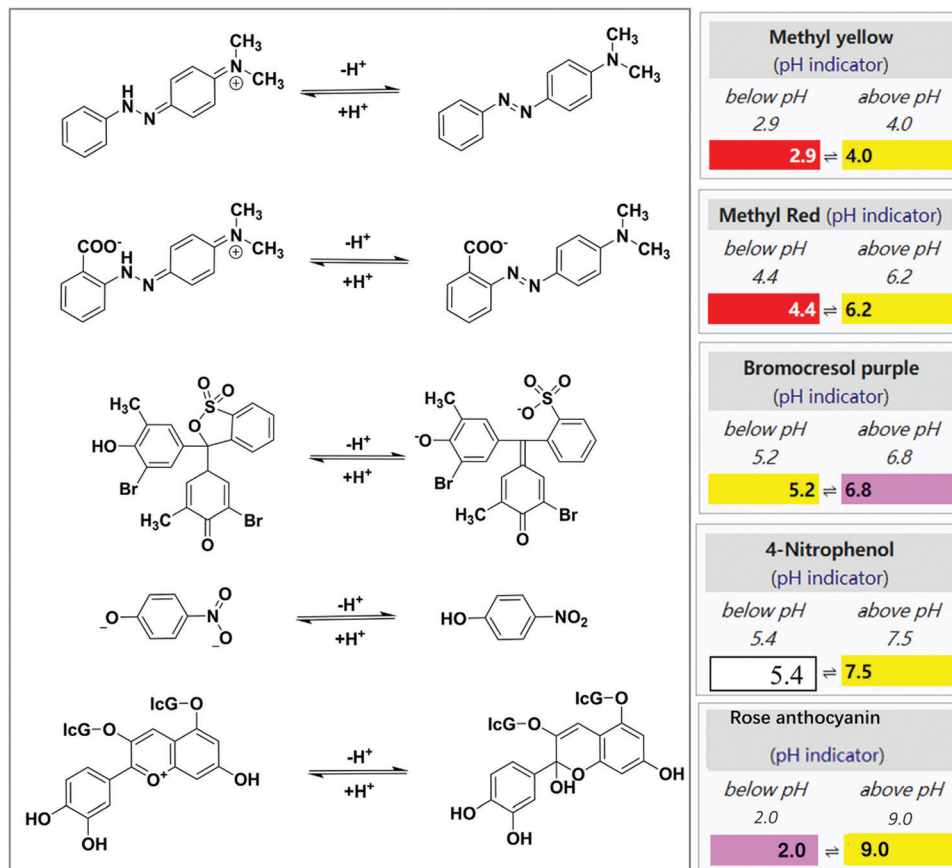 CH₃
N
CH₃
⊕
H
N
N
-H⁺
+H⁺
CH₃
N
CH₃
N
N
Methyl yellow
(pH indicator)
below pH above pH
2.9 4.0
2.9 ⇌ 4.0
CH₃
N
CH₃
⊕
COO⁻
H
N
N
-H⁺
+H⁺
CH₃
N
CH₃
COO⁻
N
N
Methyl Red (pH indicator)
below pH above pH
4.4 6.2
4.4 ⇌ 6.2
O O
S
O
H₃C
HO
Br
H₃C
Br
O
-H⁺
+H⁺
O O
S
⁻O
H₃C
⁻O
Br
H₃C
Br
O
Bromocresol purple
(pH indicator)
below pH above pH
5.2 6.8
5.2 ⇌ 6.8
O
⁻O
N
O
⁻
-H⁺
+H⁺
HO
NO₂
4-Nitrophenol
(pH indicator)
below pH above pH
5.4 7.5
5.4 ⇌ 7.5
IcG-O
IcG-O
O⁺
OH
HO
OH
-H⁺
+H⁺
IcG-O
IcG-O
OH
O
OH
HO
OH
Rose anthocyanin
(pH indicator)
below pH above pH
2.0 9.0
2.0 ⇌ 9.0